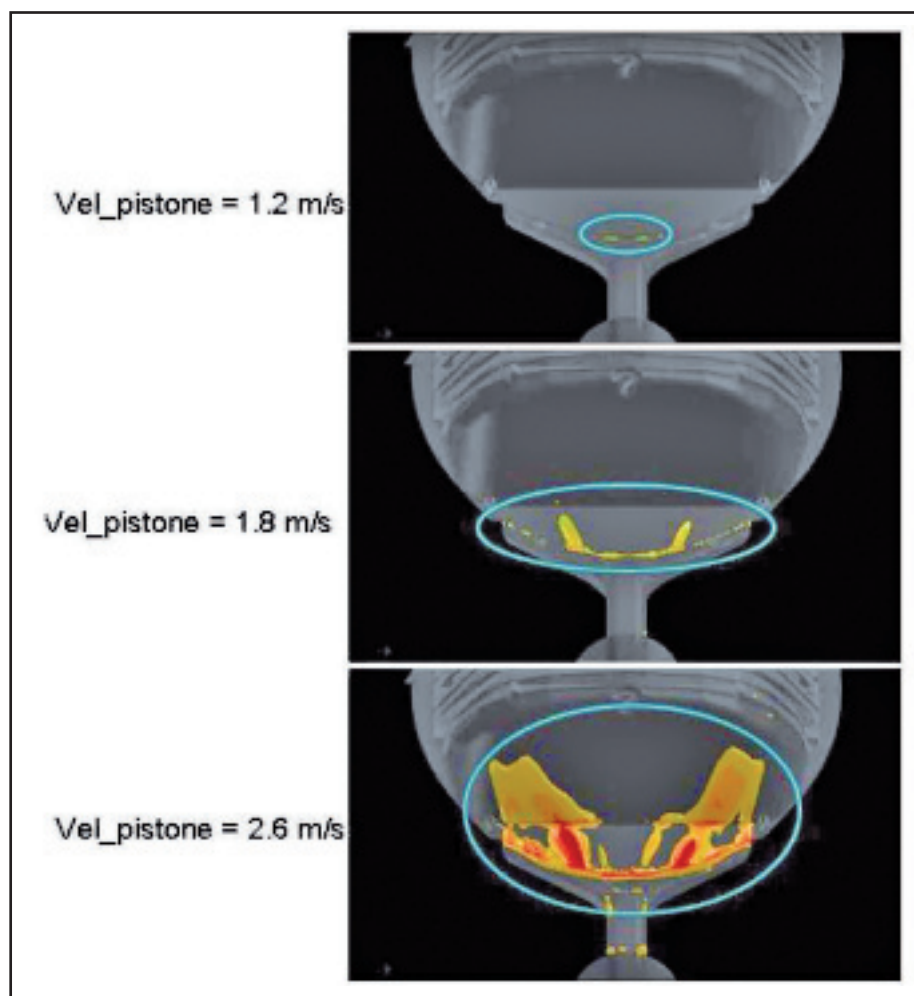 Vel_pistone = 1.2 m/s
Vel_pistone = 1.8 m/s
Vel_pistone = 2.6 m/s